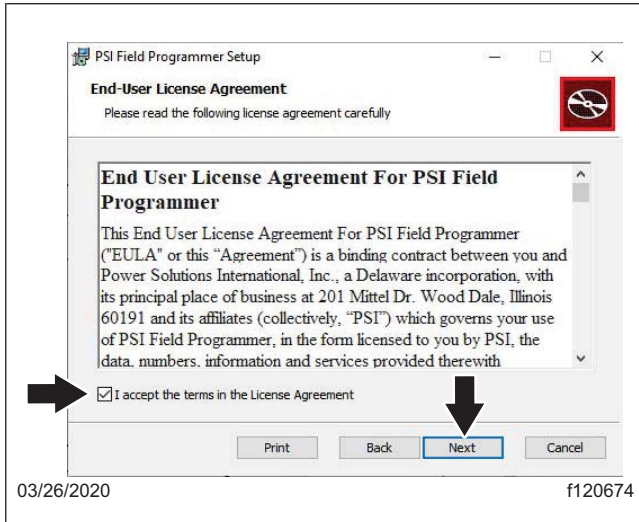 PSI Field Programmer Setup
End-User License Agreement
Please read the following license agreement carefully
End User License Agreement For PSI Field
Programmer
This End User License Agreement For PSI Field Programmer
("EULA" or this “Agreement”) is a binding contract between you and
Power Solutions International, Inc., a Delaware incorporation, with
its principal place of business at 201 Mittel Dr. Wood Dale, Illinois
60191 and its affiliates (collectively, “PSI”) which governs your use
of PSI Field Programmer, in the form licensed to you by PSI, the
data, numbers, information and services provided therewith
I accept the terms in the License Agreement
Print Back Next Cancel
03/26/2020 f120674